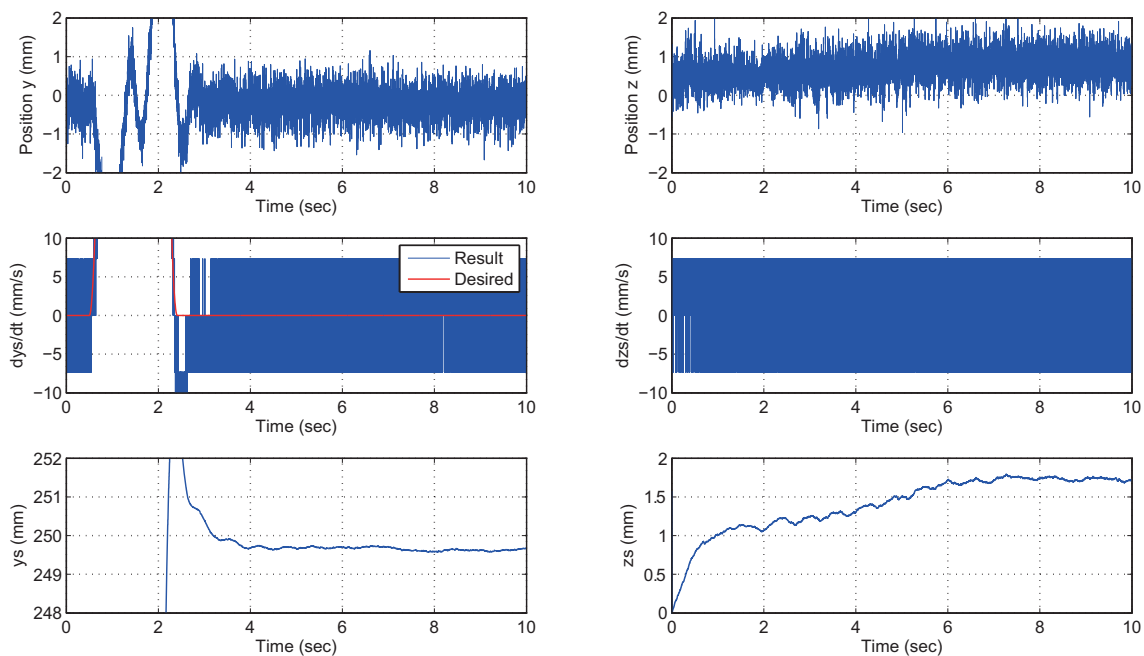 2
1
0
−1
−2
Position y (mm)
0 2 4 6 8 10
Time (sec)
2
1
0
−1
−2
Position z (mm)
0 2 4 6 8 10
Time (sec)
10
5
0
−5
−10
dys/dt (mm/s)
Result
Desired
0 2 4 6 8 10
Time (sec)
10
5
0
−5
−10
dzs/dt (mm/s)
0 2 4 6 8 10
Time (sec)
252
251
250
249
248
ys (mm)
0 2 4 6 8 10
Time (sec)
2
1.5
1
0.5
0
zs (mm)
0 2 4 6 8 10
Time (sec)